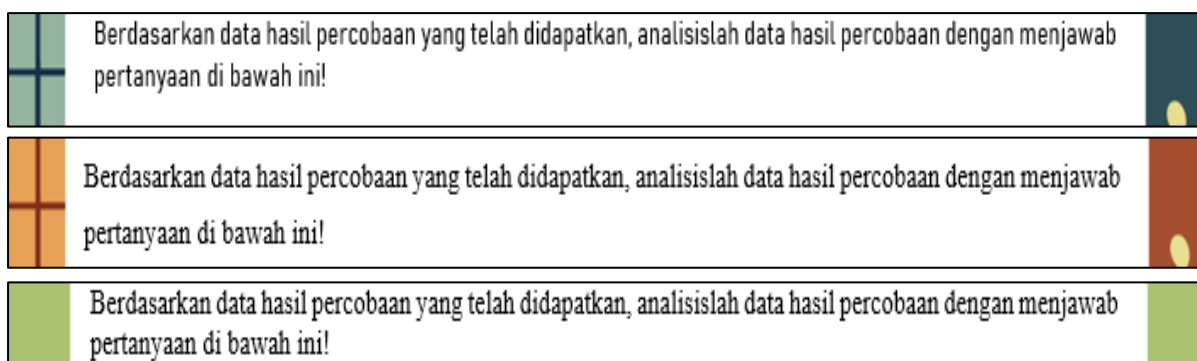 Berdasarkan data hasil percobaan yang telah didapatkan, analisislah data hasil percobaan dengan menjawab
pertanyaan di bawah ini!
Berdasarkan data hasil percobaan yang telah didapatkan, analisislah data hasil percobaan dengan menjawab
pertanyaan di bawah ini!
Berdasarkan data hasil percobaan yang telah didapatkan, analisislah data hasil percobaan dengan menjawab
pertanyaan di bawah ini!